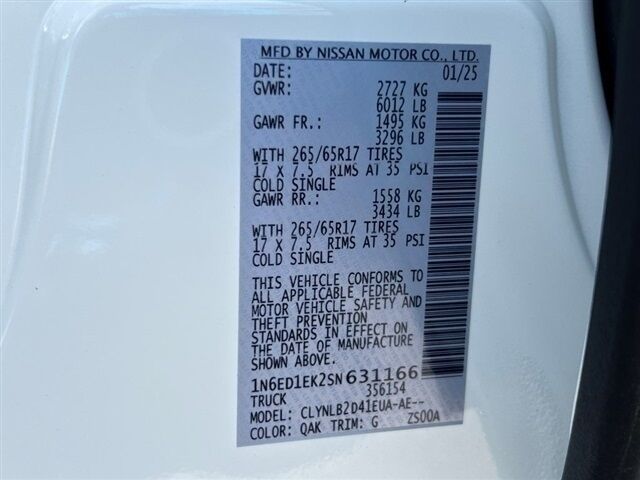 MFD BY NISSAN MOTOR CO., LTD.
DATE: 01/25
GVWR: 2727 KG
6012 LB
GAWR FR.: 1495 KG
3296 LB
WITH 265/65R17 TIRES
17 X 7.5 RIMS AT 35 PSI
COLD SINGLE
GAWR RR.: 1558 KG
3434 LB
WITH 265/65R17 TIRES
17 X 7.5 RIMS AT 35 PSI
COLD SINGLE
THIS VEHICLE CONFORMS TO
ALL APPLICABLE FEDERAL
MOTOR VEHICLE SAFETY AND
THEFT PREVENTION
STANDARDS IN EFFECT ON
THE DATE OF MANUFACTURE
SHOWN ABOVE.
1N6ED1EK2SN631166
TRUCK 356154
MODEL: CLYNLB2D41EUA-AE--
COLOR: QAK TRIM: G ZS00A